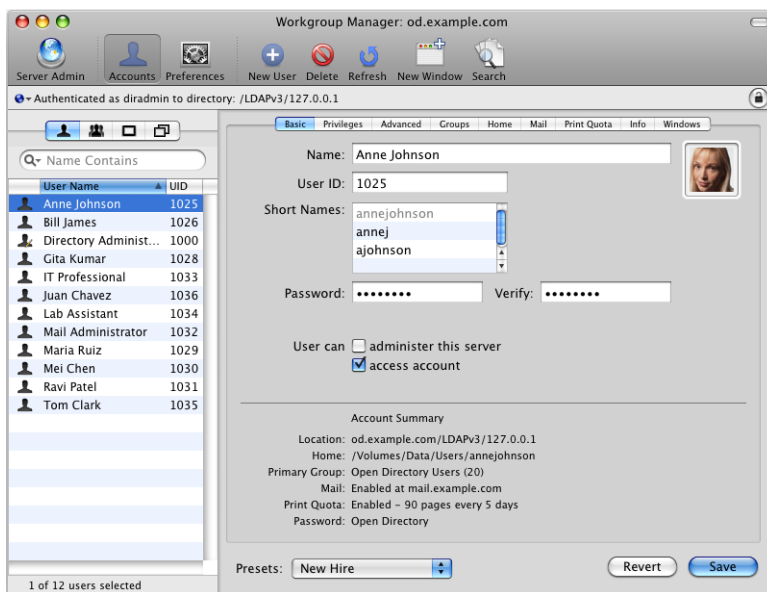 Workgroup Manager: od.example.com
Server Admin Accounts Preferences New User Delete Refresh New Window Search
Authenticated as diradmin to directory: /LDAPv3/127.0.0.1
Basic Privileges Advanced Groups Home Mail Print Quota Info Windows
Name Contains
User Name UID
Anne Johnson 1025
Bill James 1026
Directory Administ... 1000
Gita Kumar 1028
IT Professional 1033
Juan Chavez 1036
Lab Assistant 1034
Mail Administrator 1032
Maria Ruiz 1029
Mei Chen 1030
Ravi Patel 1031
Tom Clark 1035
1 of 12 users selected
Name: Anne Johnson
User ID: 1025
Short Names: annejohnson
annej
ajohnson
Password: •••••••• Verify: ••••••••
User can administer this server
access account
Account Summary
Location: od.example.com/LDAPv3/127.0.0.1
Home: /Volumes/Data/Users/annejohnson
Primary Group: Open Directory Users (20)
Mail: Enabled at mail.example.com
Print Quota: Enabled – 90 pages every 5 days
Password: Open Directory
Presets: New Hire Revert Save